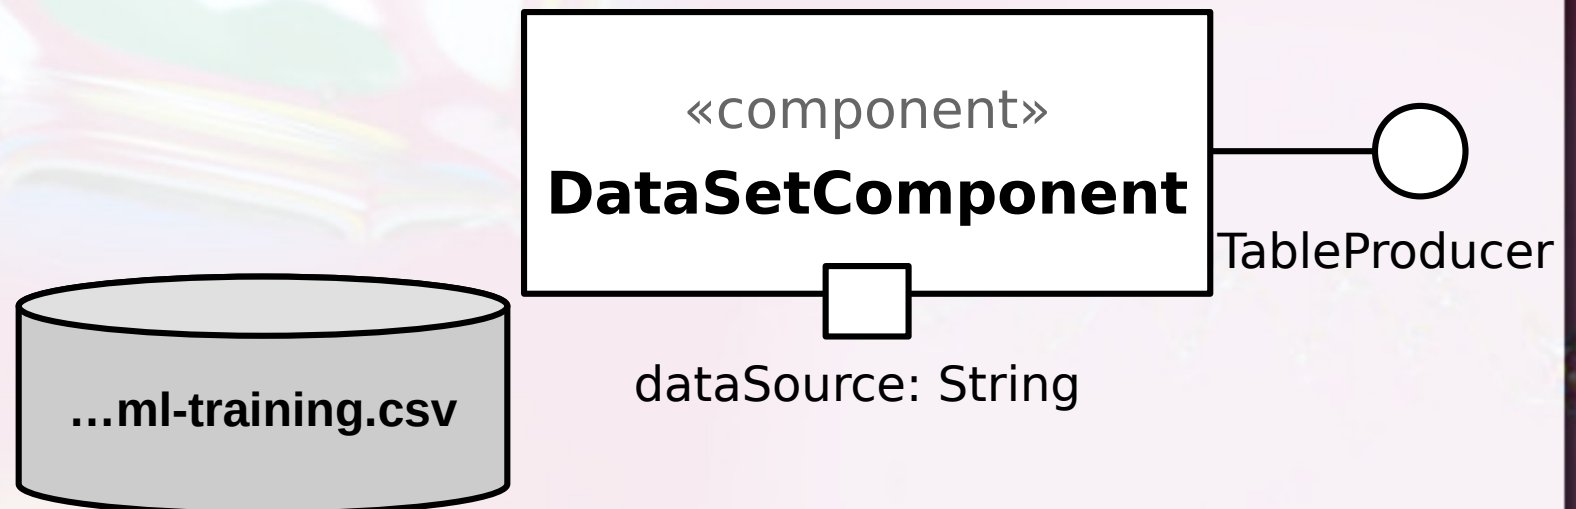 «component»
DataSetComponent
TableProducer
dataSource: String
...ml-training.csv